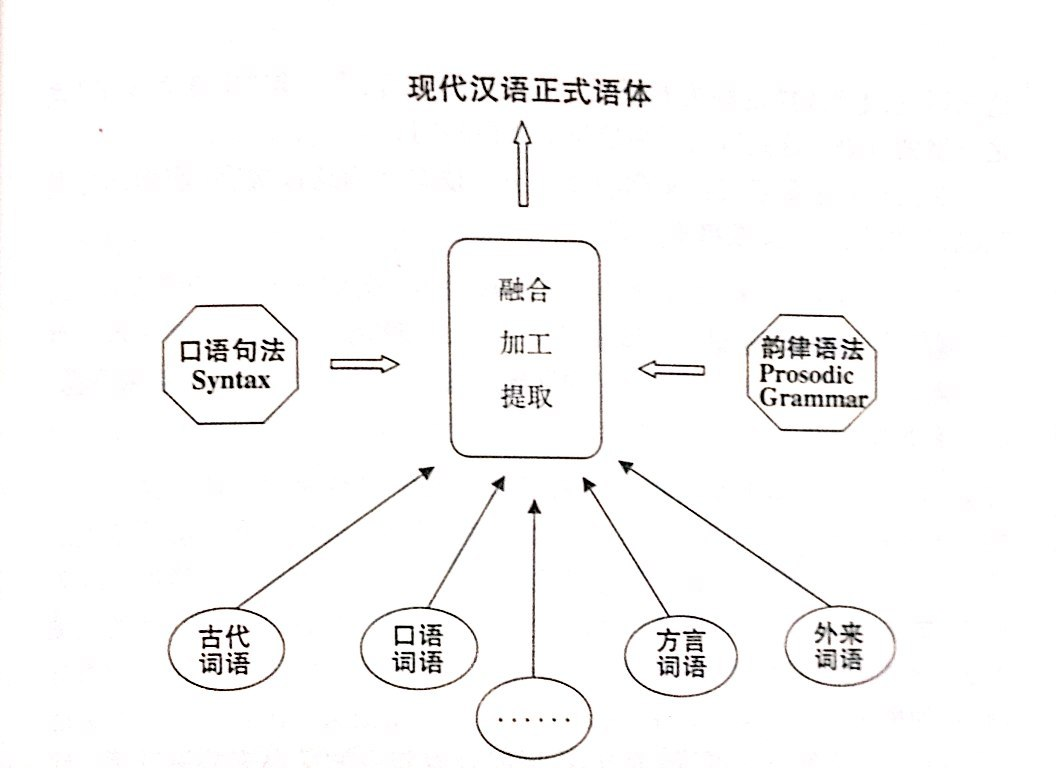 现代汉语正式语体
融合
加工
提取
口语句法
Syntax
韵律语法
Prosodic
Grammar
古代
词语
口语
词语
······
方言
词语
外来
词语